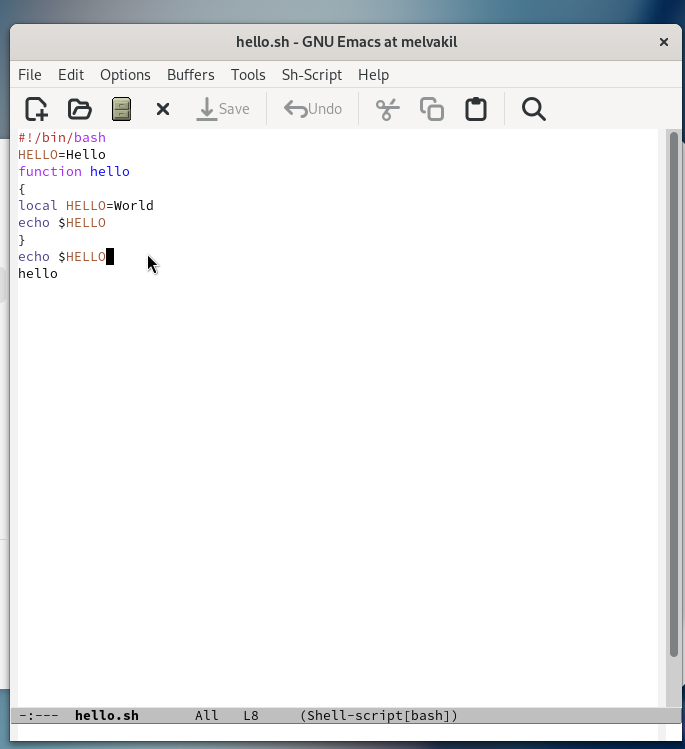 hello.sh - GNU Emacs at melvakil
File Edit Options Buffers Tools Sh-Script Help
Save Undo
#!/bin/bash
HELLO=Hello
function hello
{
local HELLO=World
echo $HELLO
}
echo $HELLO
hello
-:--- hello.sh All L8 (Shell-script[bash])